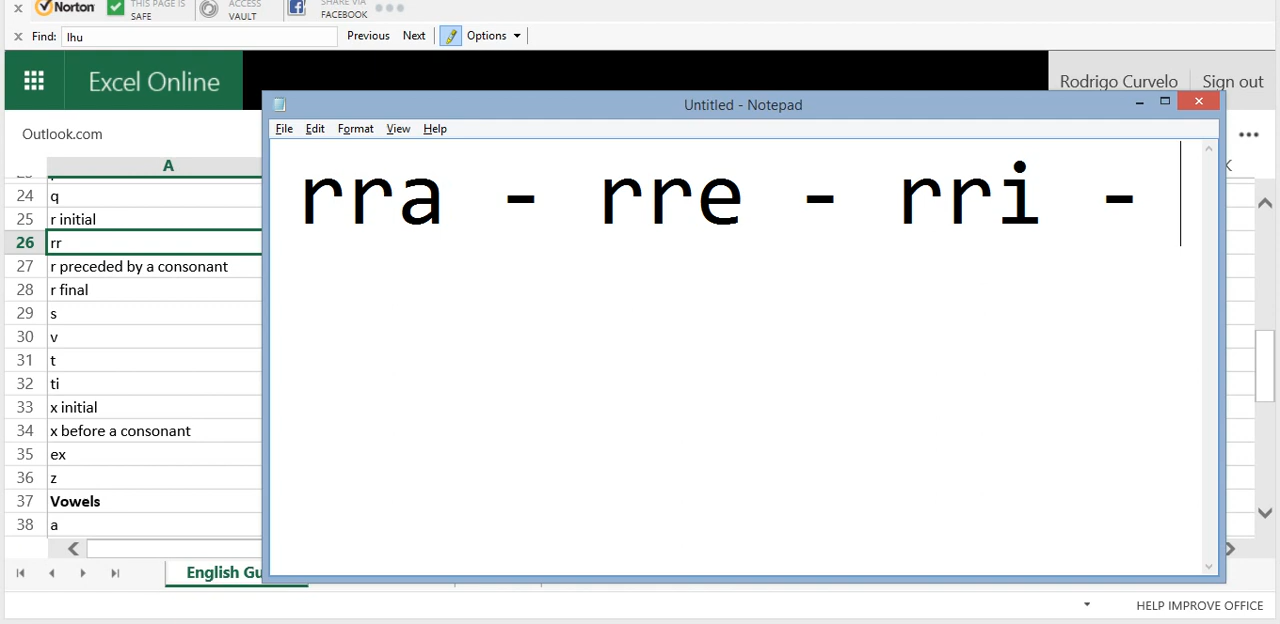 x Norton THIS PAGE IS SAFE ACCESS VAULT SHARE VIA FACEBOOK
x Find: lhu Previous Next Options
Excel Online
Rodrigo Curvelo Sign out
Outlook.com
Untitled - Notepad
File Edit Format View Help
rra - rre - rri -
A
K
24 q
25 r initial
26 rr
27 r preceded by a consonant
28 r final
29 s
30 v
31 t
32 ti
33 x initial
34 x before a consonant
35 ex
36 z
37 Vowels
38 a
English Gu
HELP IMPROVE OFFICE